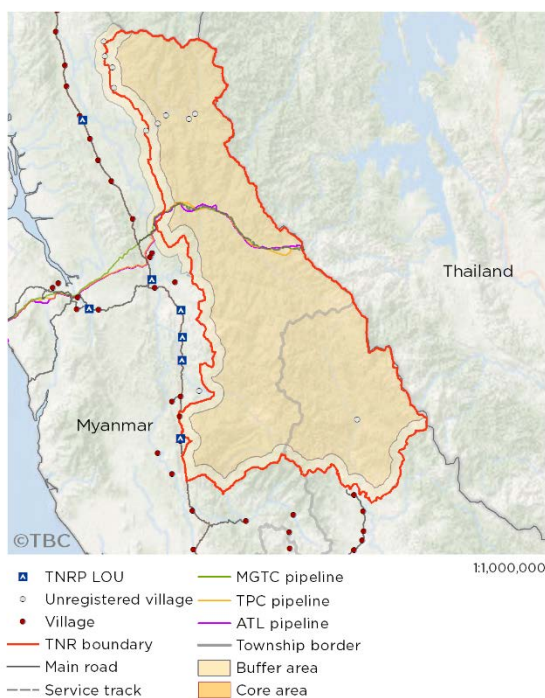 Thailand
Myanmar
©TBC
1:1,000,000
TNRP LOU
Unregistered village
Village
TNR boundary
Main road
Service track
MGTC pipeline
TPC pipeline
ATL pipeline
Township border
Buffer area
Core area